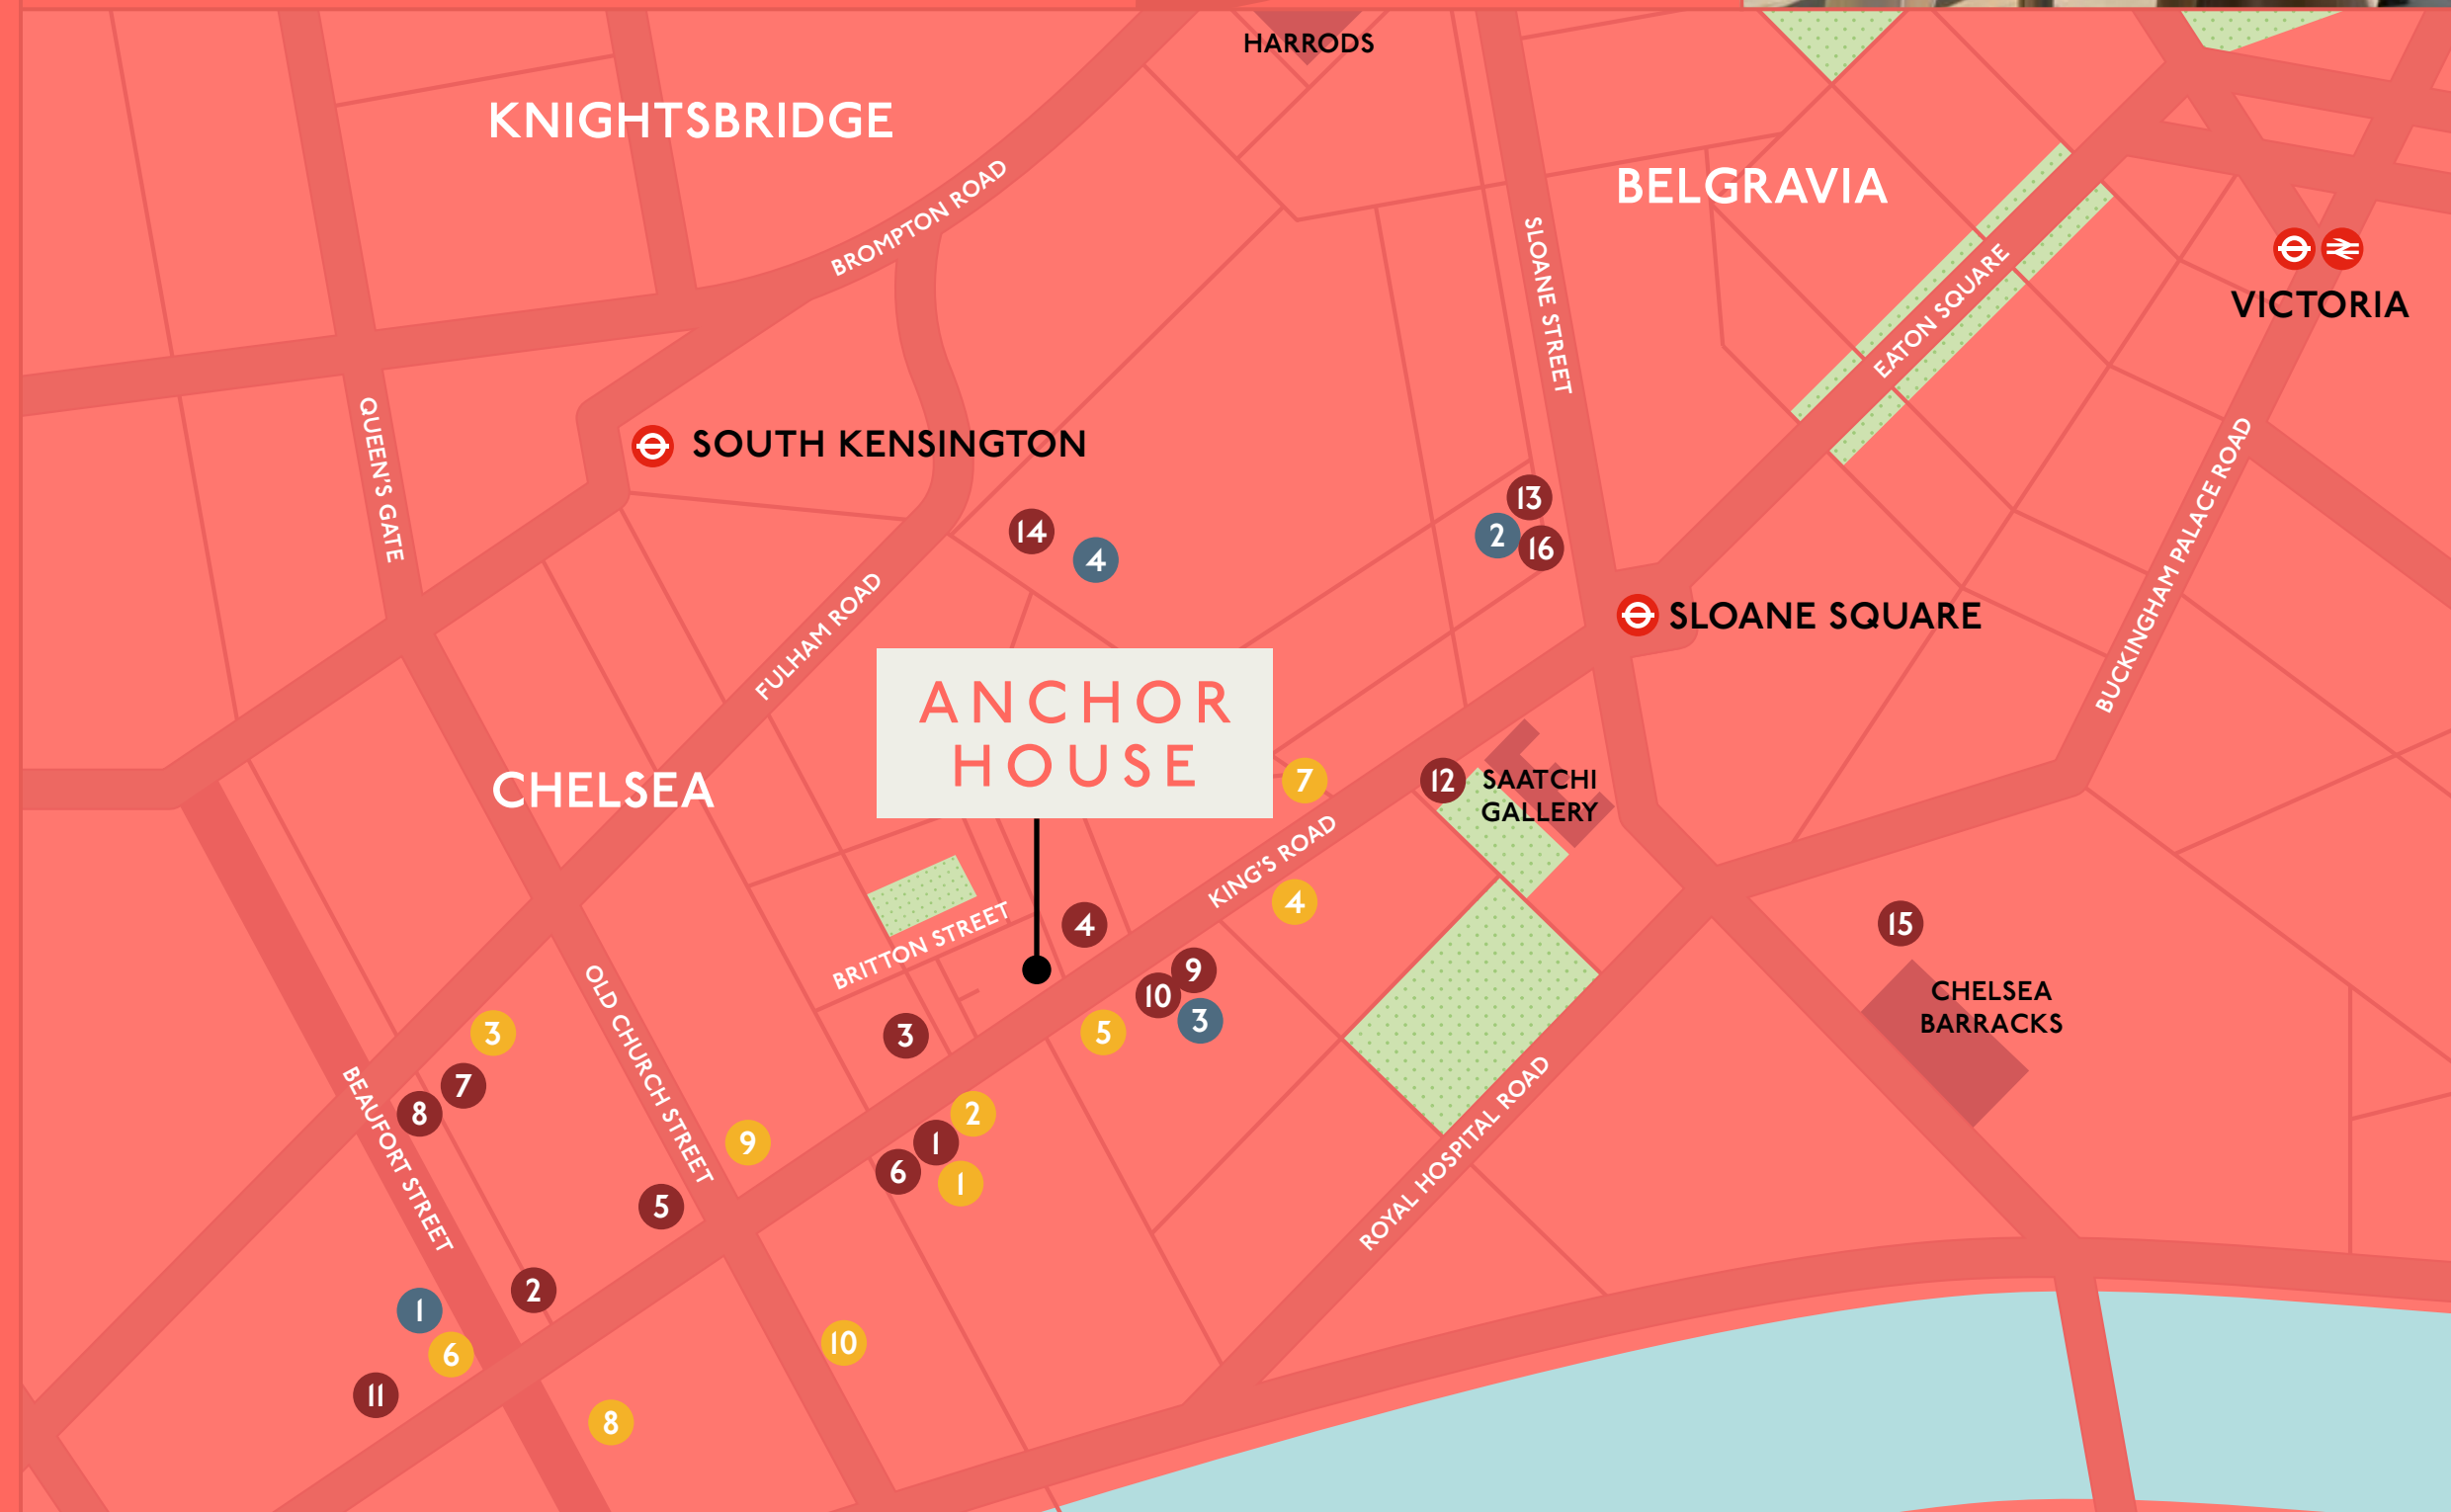 HARRODS
KNIGHTSBRIDGE
BROMPTON ROAD
BELGRAVIA
SLOANE STREET
EATON SQUARE
VICTORIA
QUEEN'S GATE
SOUTH KENSINGTON
BUCKINGHAM PALACE ROAD
13
14
2
16
4
FULHAM ROAD
SLOANE SQUARE
ANCHOR
HOUSE
CHELSEA
7
12
SAATCHI
GALLERY
KING'S ROAD
4
BRITTON STREET
4
15
9
10
3
5
CHELSEA
BARRACKS
OLD CHURCH STREET
3
3
7
8
BEAUFORT STREET
2
1
6
1
9
5
ROYAL HOSPITAL ROAD
2
1
6
11
10
8